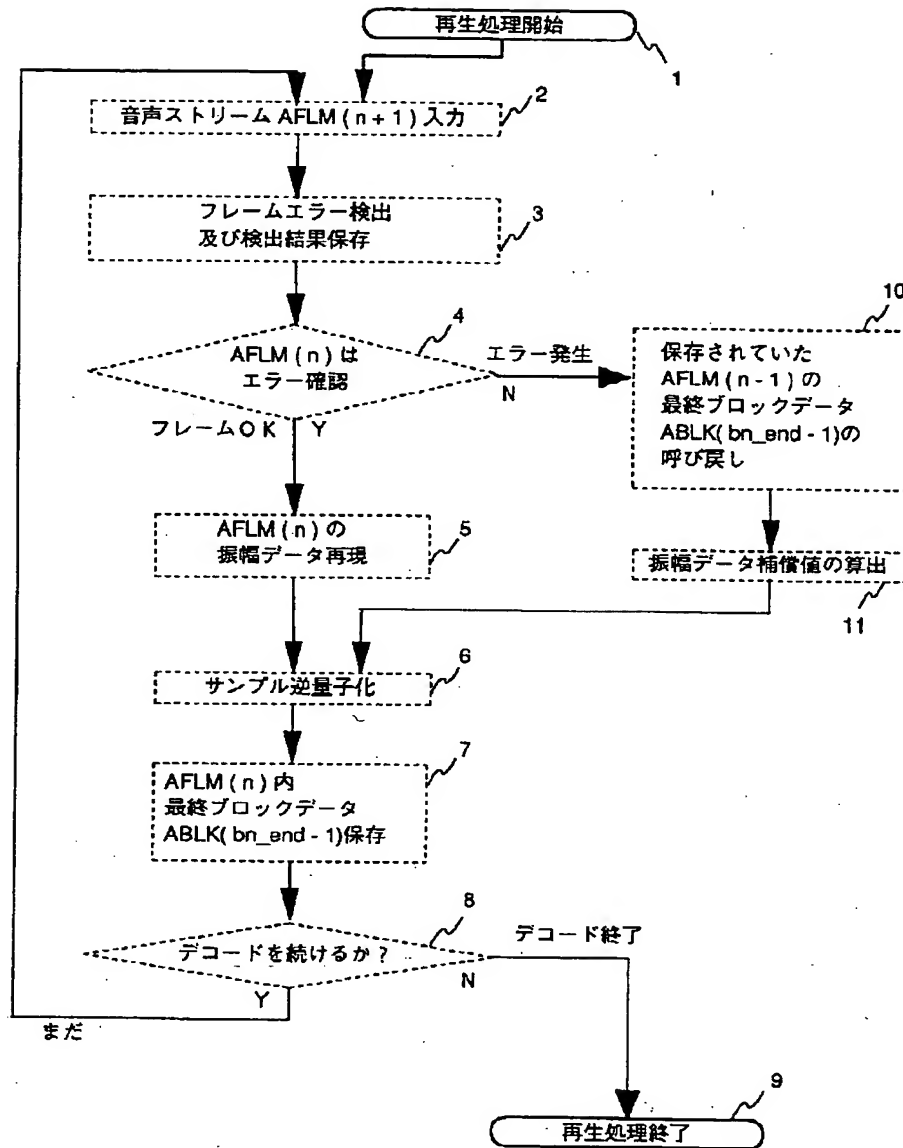 再生処理開始
1
音声ストリーム AFLM ( n + 1 ) 入力
2
フレームエラー検出
及び検出結果保存
3
AFLM ( n ) は
エラー確認
4
エラー発生
N
フレームOK
Y
10
保存されていた
AFLM ( n - 1 ) の
最終ブロックデータ
ABLK( bn_end - 1)の
呼び戻し
AFLM ( n ) の
振幅データ再現
5
振幅データ補償値の算出
11
サンプル逆量子化
6
AFLM ( n ) 内
最終ブロックデータ
ABLK( bn_end - 1)保存
7
デコードを続けるか?
8
デコード終了
N
Y
まだ
再生処理終了
9